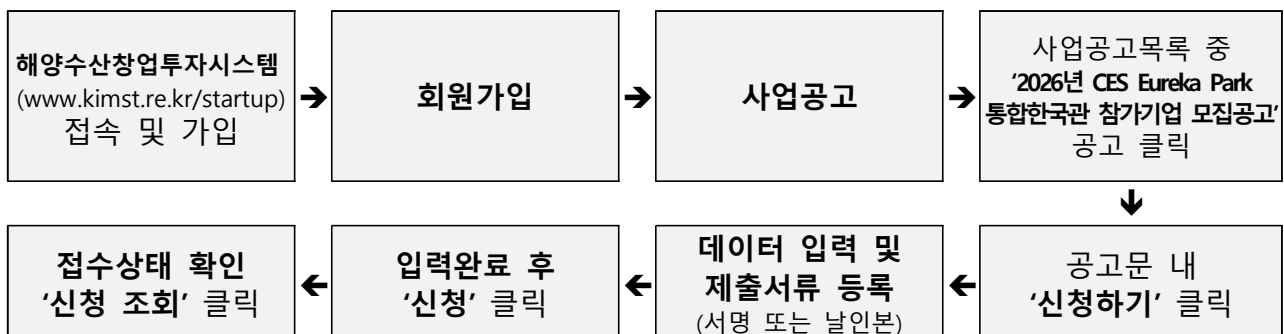 해양수산창업투자시스템
(www.kimst.re.kr/startup)
접속 및 가입
회원가입
사업공고
사업공고목록 중
‘2026년 CES Eureka Park
통합한국관 참가기업 모집공고’
공고 클릭
공고문 내
‘신청하기’ 클릭
데이터 입력 및
제출서류 등록
(서명 또는 날인본)
입력완료 후
‘신청’ 클릭
접수상태 확인
‘신청 조회’ 클릭